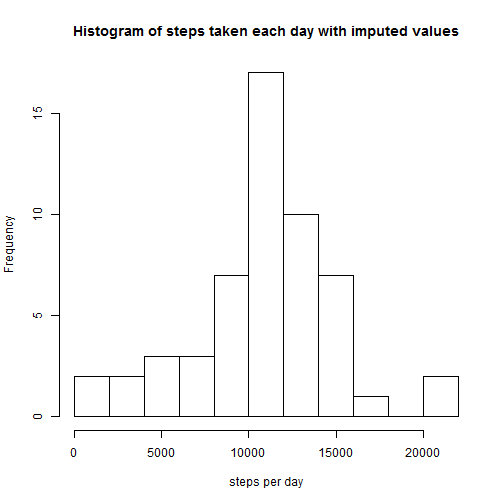 Histogram of steps taken each day with imputed values
Frequency
15
10
5
0
0 5000 10000 15000 20000
steps per day